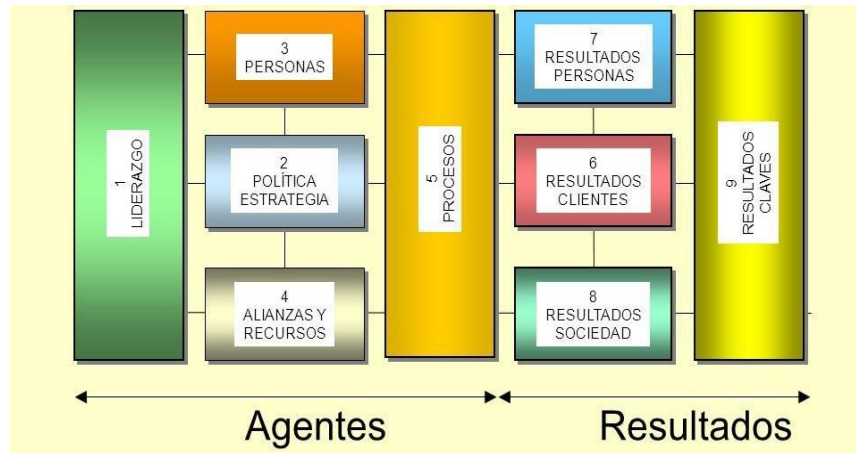 1
LIDERAZGO
3
PERSONAS
2
POLÍTICA
ESTRATEGIA
4
ALIANZAS Y
RECURSOS
5
PROCESOS
7
RESULTADOS
PERSONAS
6
RESULTADOS
CLIENTES
8
RESULTADOS
SOCIEDAD
9
RESULTADOS
CLAVES
Agentes
Resultados